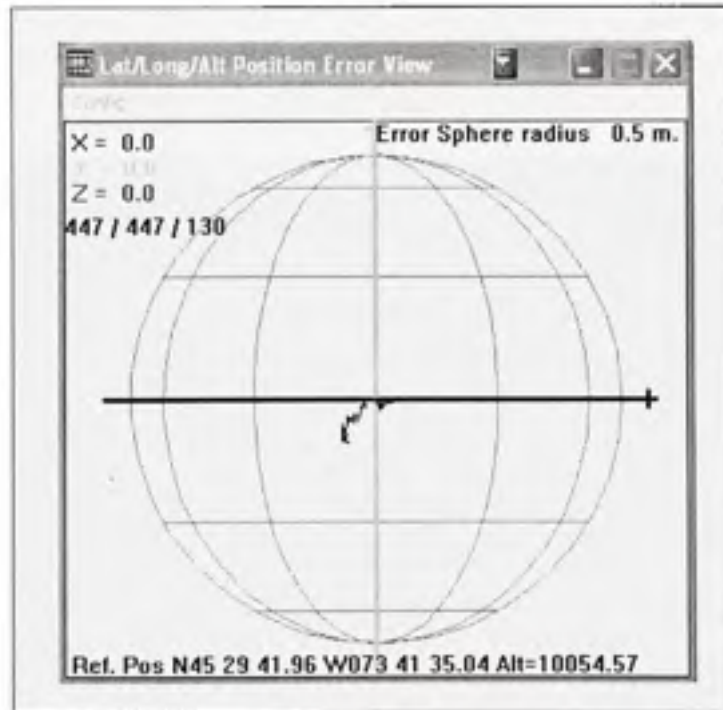 Lat/Long/Alt Position Error View
Error Sphere radius 0.5 m.
X = 0.0
Z = 0.0
447 / 447 / 130
Ref. Pos N45 29 41.96 W073 41 35.04 Alt=10054.57